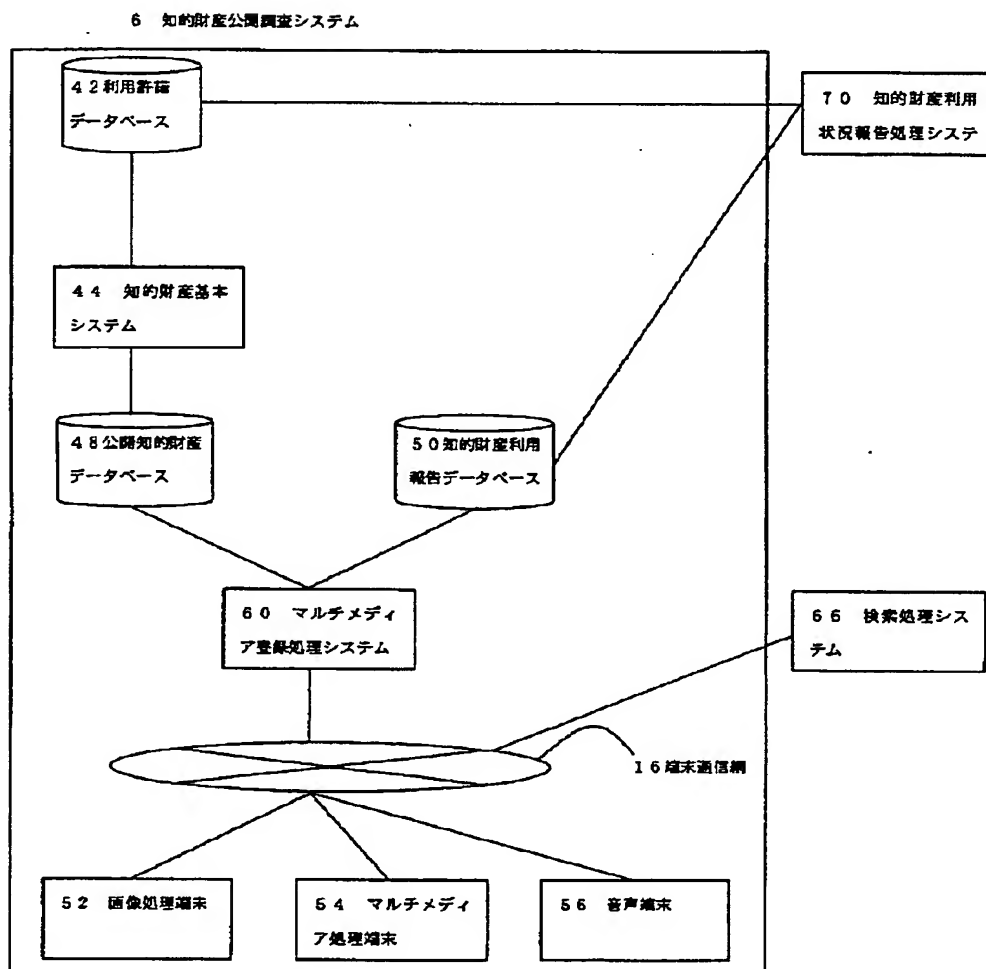 6 知的財産公開調査システム
42利用許諾
データベース
70 知的財産利用
状況報告処理システ
44 知的財産基本
システム
48公開知的財産
データベース
50知的財産利用
報告データベース
60 マルチメディ
ア登録処理システム
66 検索処理シス
テム
16端末通信網
52 画像処理端末
54 マルチメディ
ア処理端末
56 音声端末